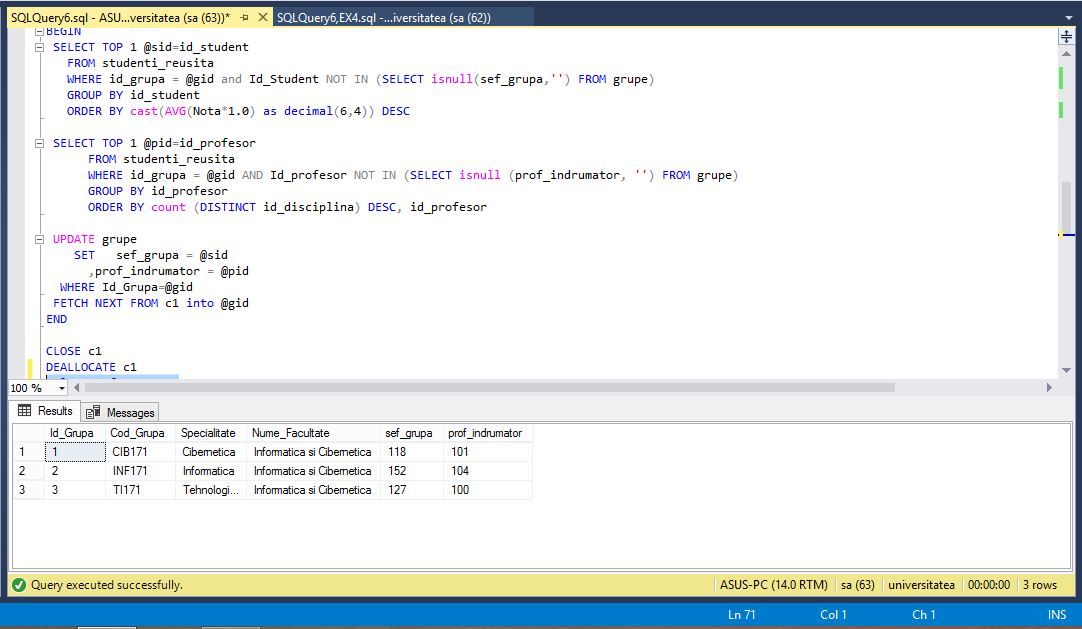 SQLQuery6.sql - ASU...versitatea (sa (63))* SQLQuery6,EX4.sql -...iversitatea (sa (62))
BEGIN
SELECT TOP 1 @sid=id_student
FROM studenti_reusita
WHERE id_grupa = @gid and Id_Student NOT IN (SELECT isnull(sef_grupa,'') FROM grupe)
GROUP BY id_student
ORDER BY cast(AVG(Nota*1.0) as decimal(6,4)) DESC
SELECT TOP 1 @pid=id_profesor
FROM studenti_reusita
WHERE id_grupa = @gid AND Id_profesor NOT IN (SELECT isnull (prof_indrumator, '') FROM grupe)
GROUP BY id_profesor
ORDER BY count (DISTINCT id_disciplina) DESC, id_profesor
UPDATE grupe
SET sef_grupa = @sid
,prof_indrumator = @pid
WHERE Id_Grupa=@gid
FETCH NEXT FROM c1 into @gid
END
CLOSE c1
DEALLOCATE c1
100 %
Results Messages
Id_Grupa Cod_Grupa Specialitate Nume_Facultate sef_grupa prof_indrumator
1 1 CIB171 Cibernetica Informatica si Cibernetica 118 101
2 2 INF171 Informatica Informatica si Cibernetica 152 104
3 3 TI171 Tehnologi... Informatica si Cibernetica 127 100
Query executed successfully. ASUS-PC (14.0 RTM) sa (63) universitatea 00:00:00 3 rows
Ln 71 Col 1 Ch 1 INS